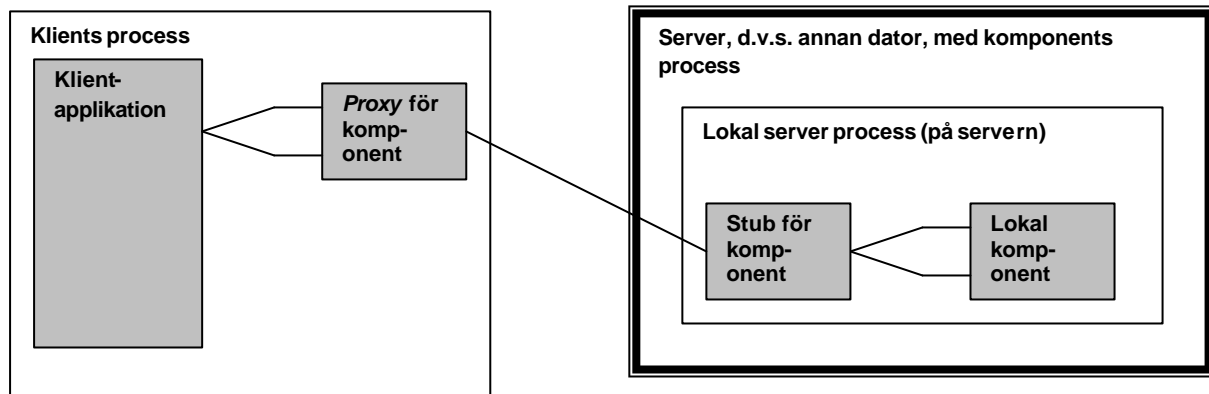 Klients process
Klient-
applikation
Proxy för
komp-
onent
Server, d.v.s. annan dator, med komponents
process
Lokal server process (på servern)
Stub för
komp-
onent
Lokal
komp-
onent